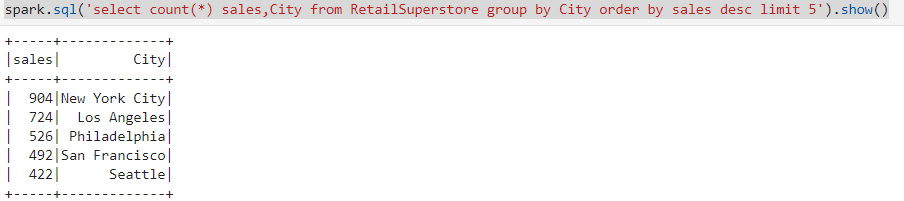 spark.sql('select count(*) sales,City from RetailSuperstore group by City order by sales desc limit 5').show()
+-----+-------------+
|sales|         City|
+-----+-------------+
|  904|New York City|
|  724|  Los Angeles|
|  526| Philadelphia|
|  492|San Francisco|
|  422|      Seattle|
+-----+-------------+